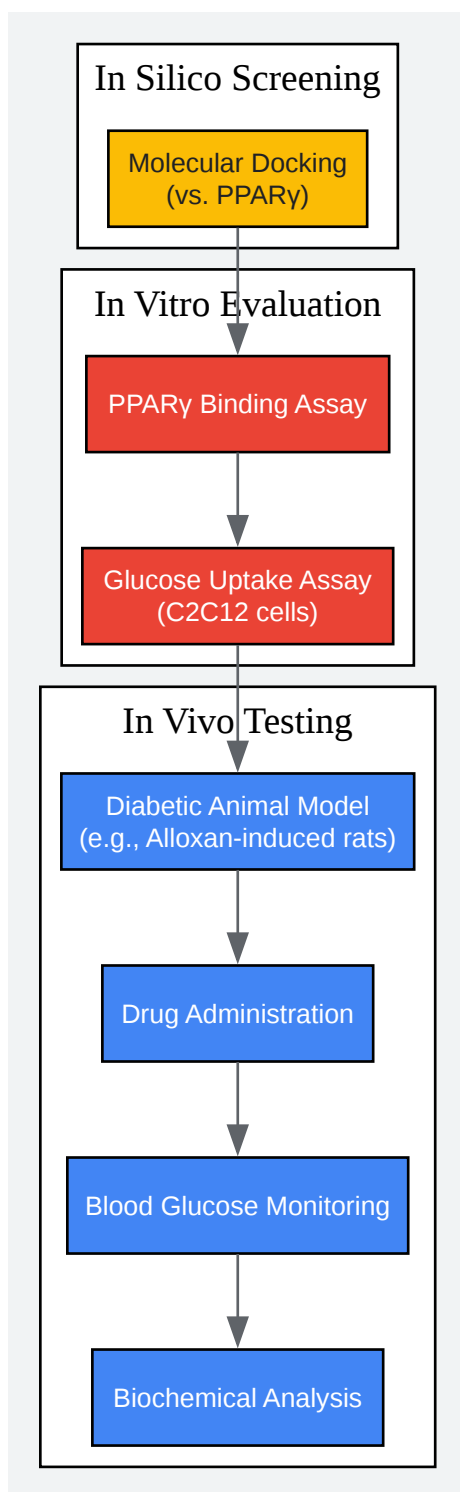 In Silico Screening
Molecular Docking
(vs. PPARγ)
In Vitro Evaluation
PPARγ Binding Assay
Glucose Uptake Assay
(C2C12 cells)
In Vivo Testing
Diabetic Animal Model
(e.g., Alloxan-induced rats)
Drug Administration
Blood Glucose Monitoring
Biochemical Analysis